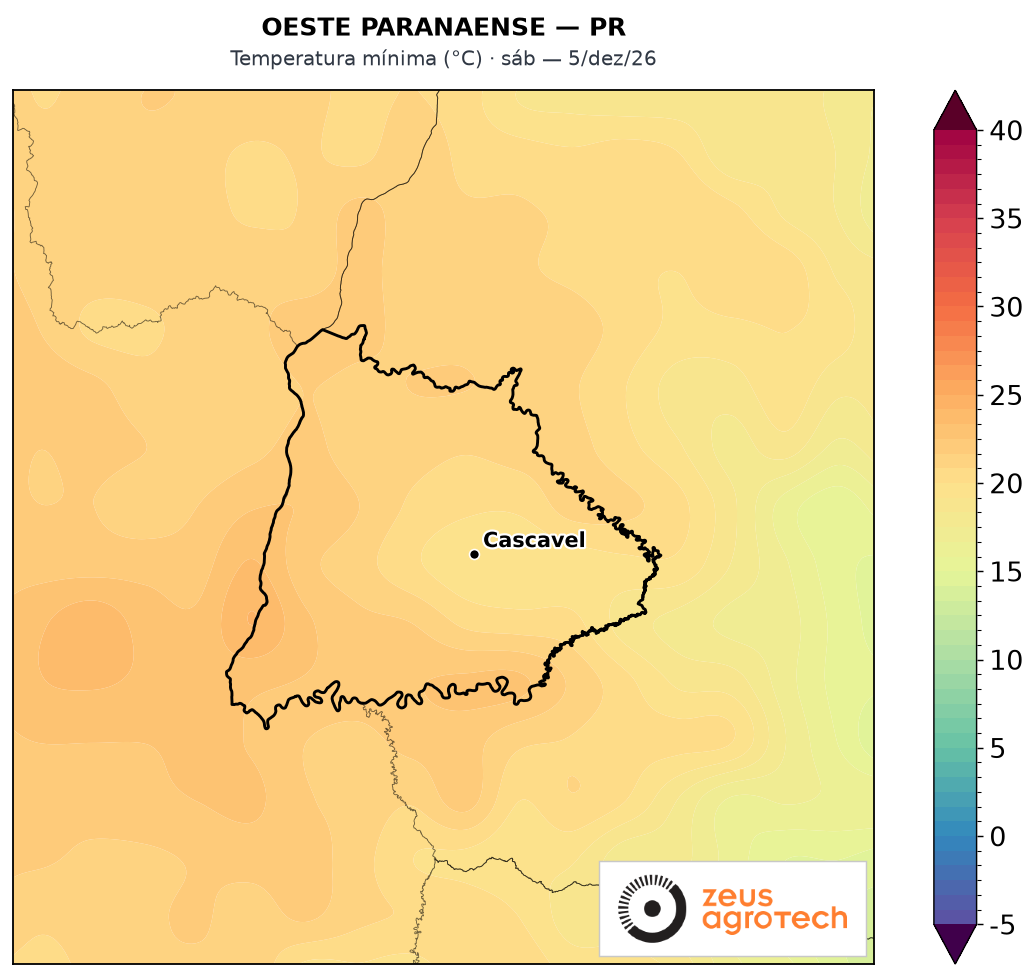 OESTE PARANAENSE — PR
Temperatura mínima (°C) · sáb — 5/dez/26
40
35
30
25
20
15
10
5
0
-5
Cascavel
zeus
agrotech